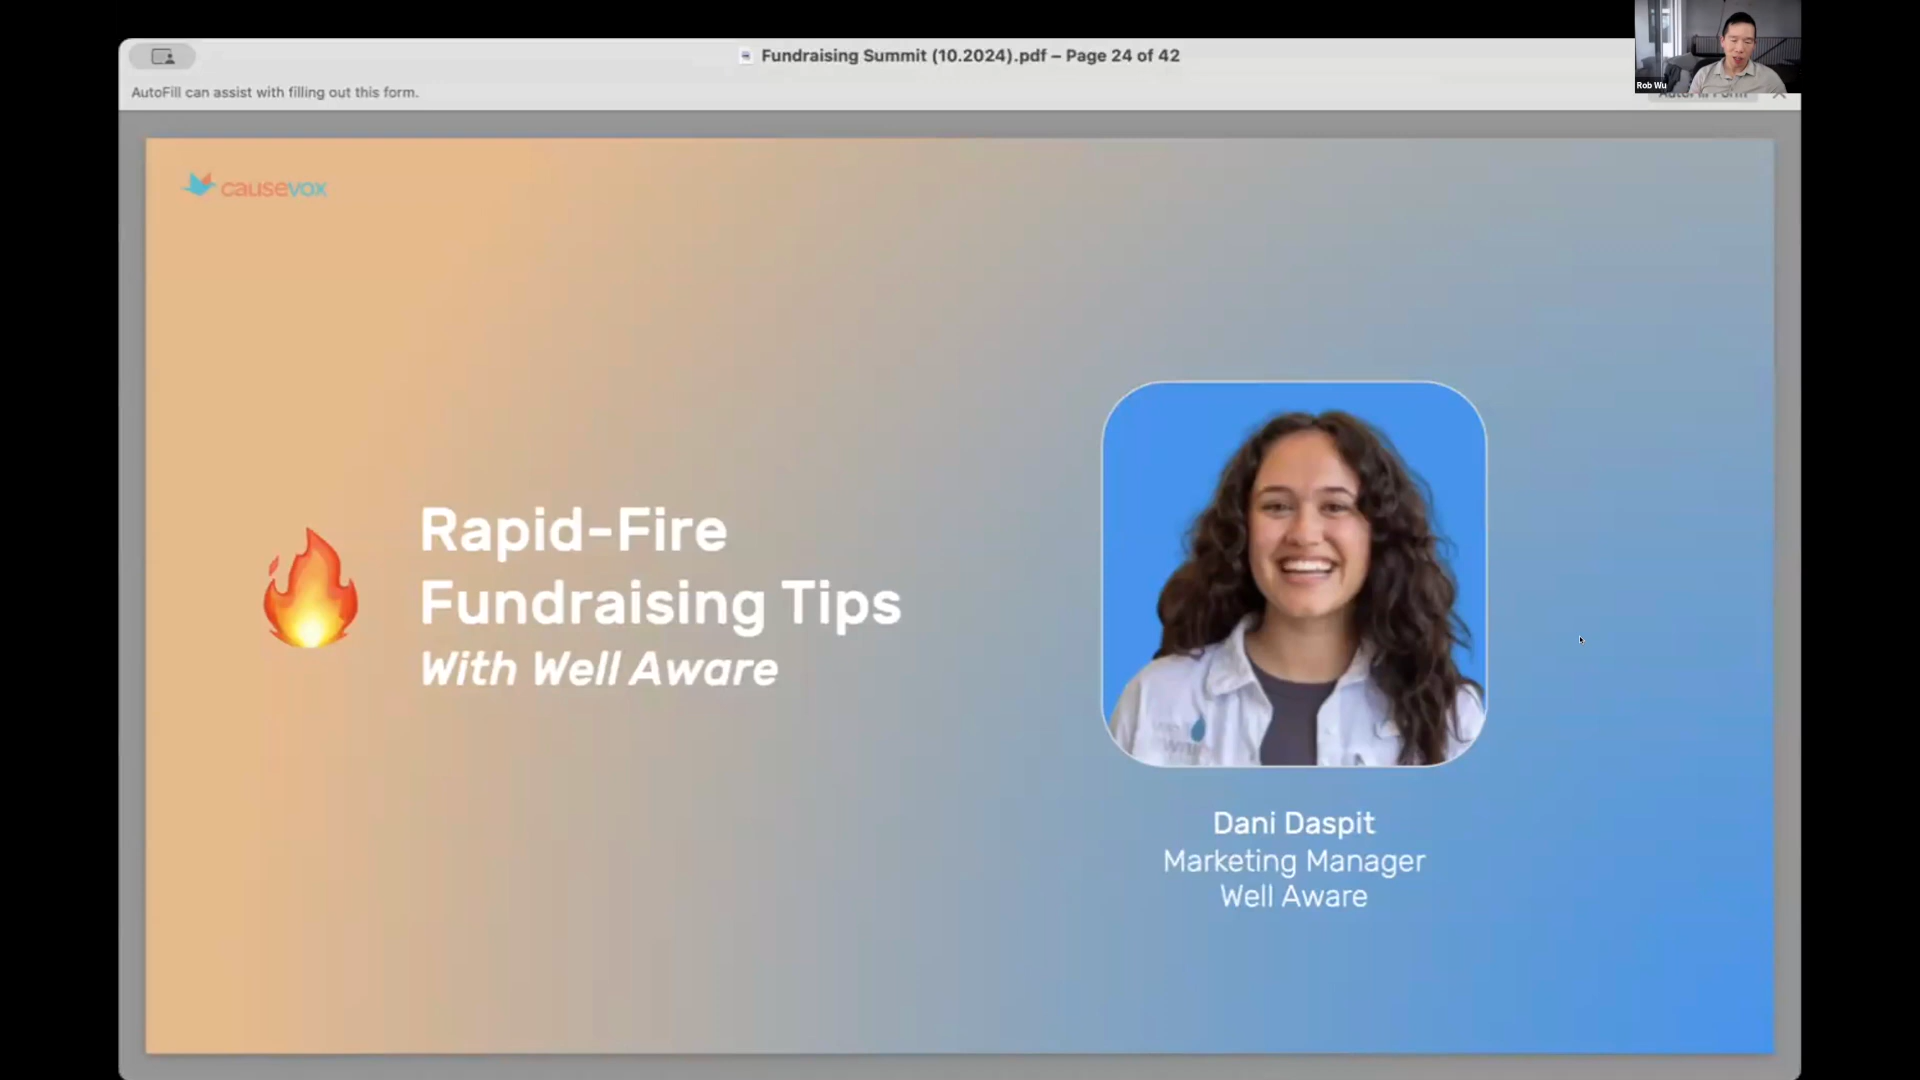 Fundraising Summit (10.2024).pdf – Page 24 of 42
Rob Wu
AutoFill can assist with filling out this form.
causevox
Rapid-Fire
Fundraising Tips
With Well Aware
Dani Daspit
Marketing Manager
Well Aware